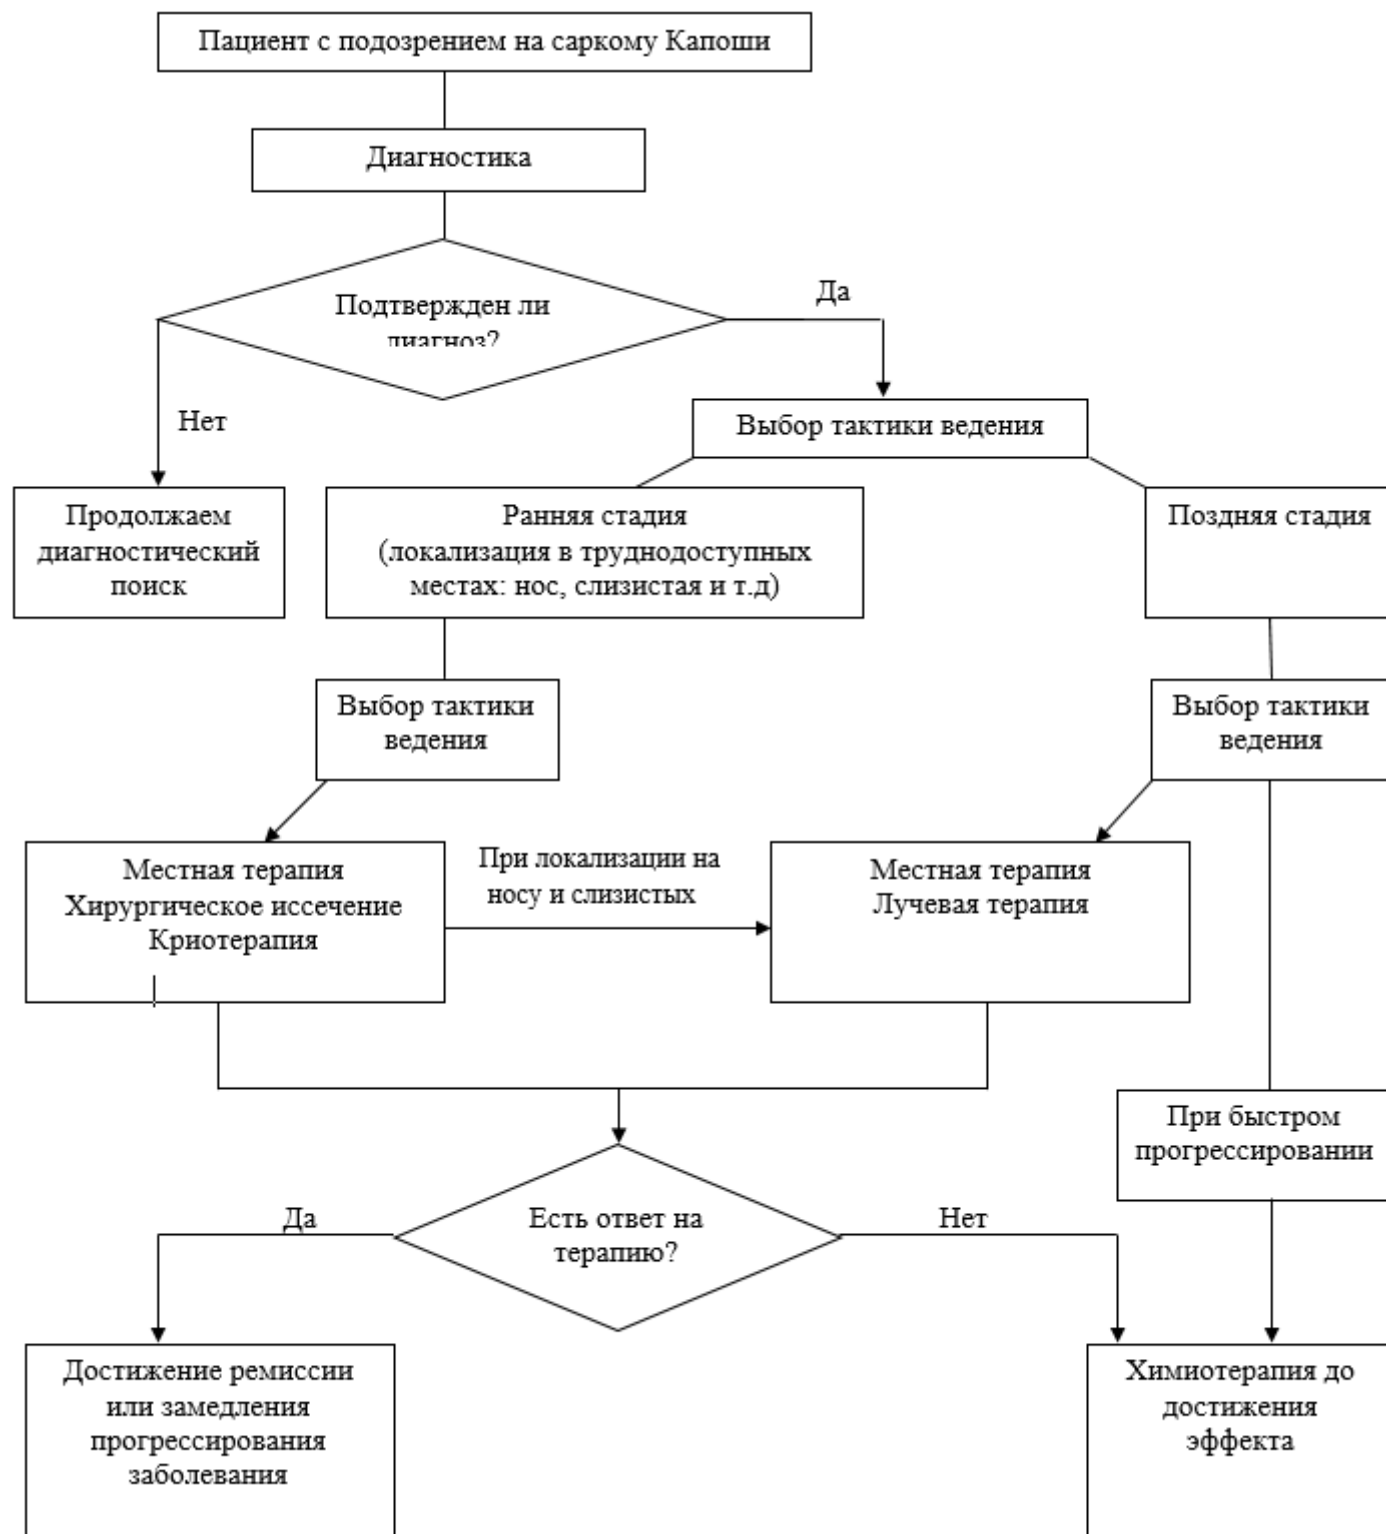 Пациент с подозрением на саркому Капоши
Диагностика
Подтвержден ли
диагноз?
Да
Нет
Выбор тактики ведения
Продолжаем
диагностический
поиск
Ранняя стадия
(локализация в труднодоступных
местах: нос, слизистая и т.д)
Поздняя стадия
Выбор тактики
ведения
Выбор тактики
ведения
Местная терапия
Хирургическое иссечение
Криотерапия
При локализации на
носу и слизистых
Местная терапия
Лучевая терапия
При быстром
прогрессировании
Да
Есть ответ на
терапию?
Нет
Достижение ремиссии
или замедления
прогрессирования
заболевания
Химиотерапия до
достижения
эффекта